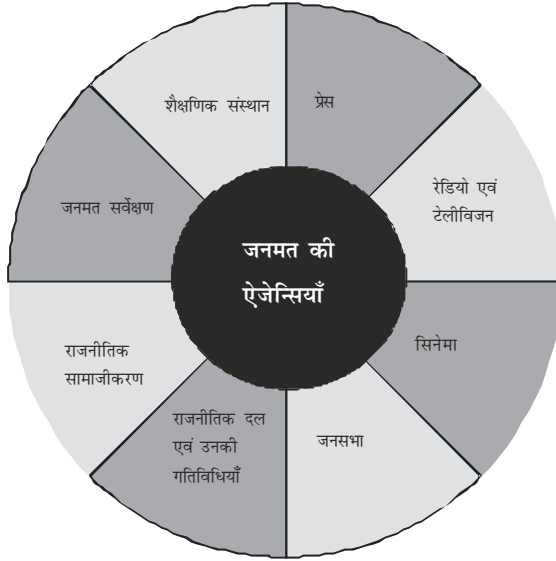 शैक्षणिक संस्थान
प्रेस
रेडियो एवं
टेलीविजन
सिनेमा
जनसभा
राजनीतिक दल
एवं उनकी
गतिविधियाँ
राजनीतिक
सामाजीकरण
जनमत सर्वेक्षण
जनमत की
ऐजेन्सियाँ